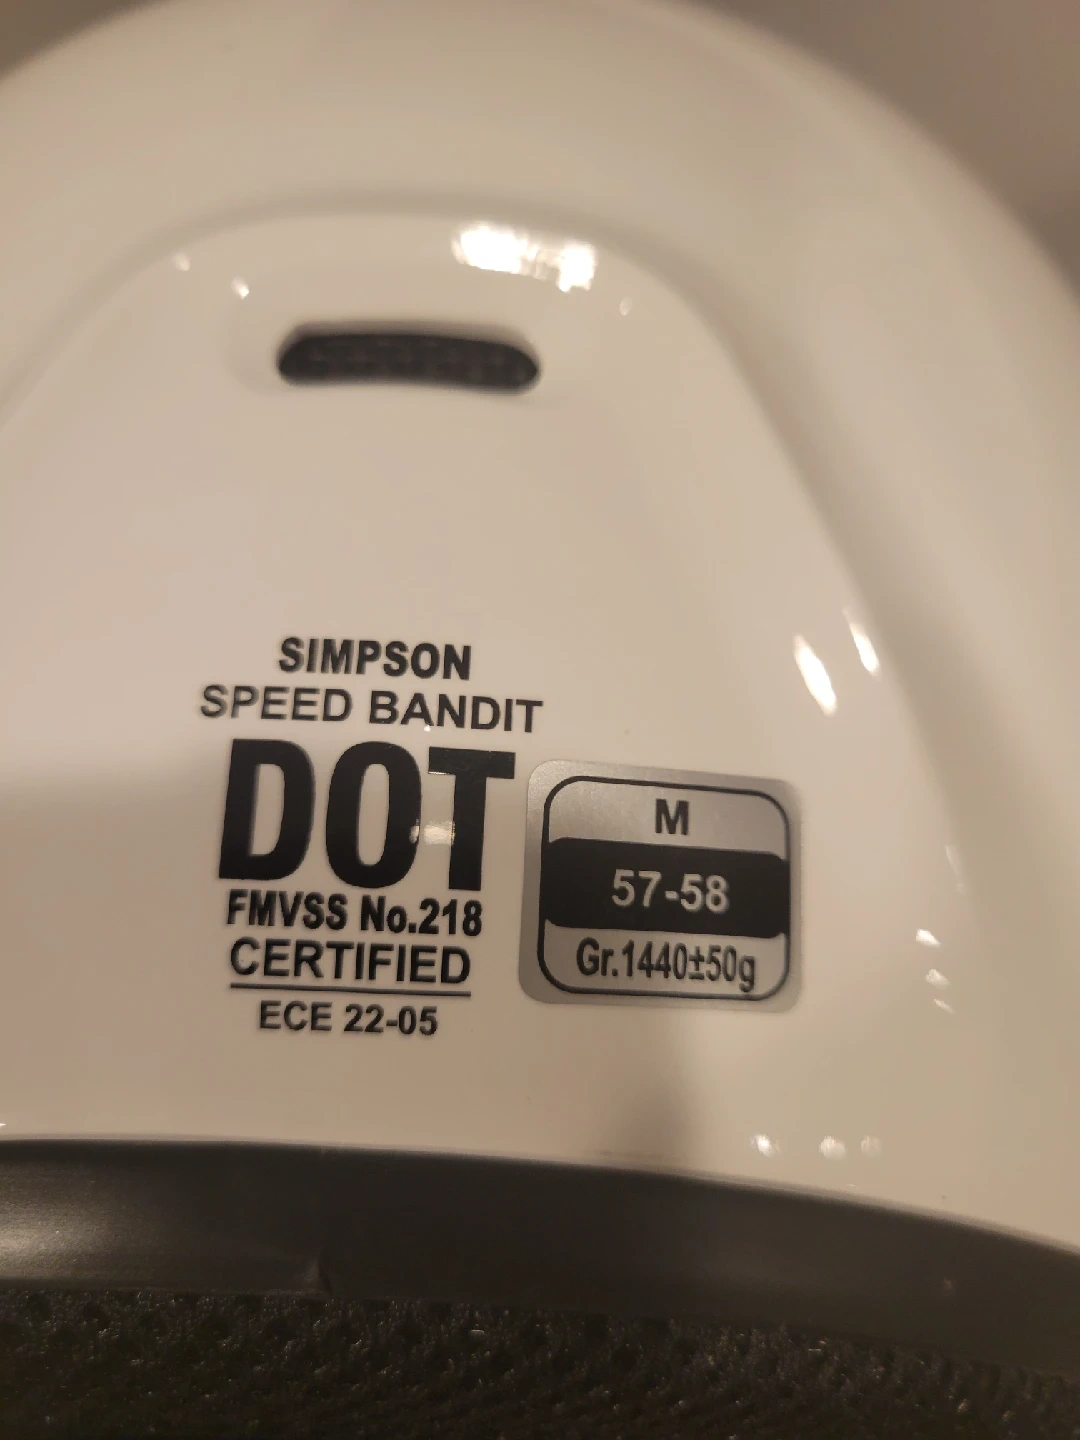 SIMPSON
SPEED BANDIT
DOT
FMVSS No.218
CERTIFIED
ECE 22-05
M
57-58
Gr.1440±50g